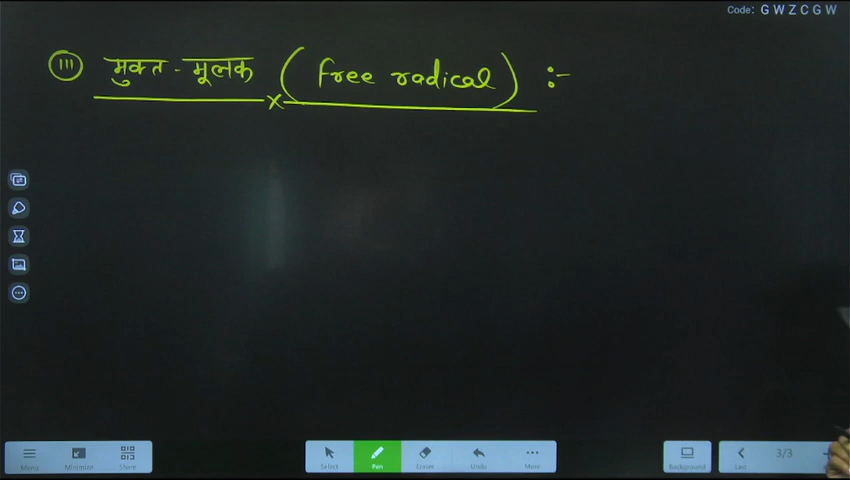 Code: G W Z C G W
(iii) मुक्त - मूलक ( free radical ) :-
Menu
Minimize
Share
Select
Pen
Eraser
Undo
More
Background
Last
3/3